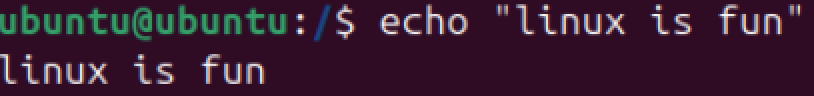 ubuntu@ubuntu:/$ echo "linux is fun"
linux is fun